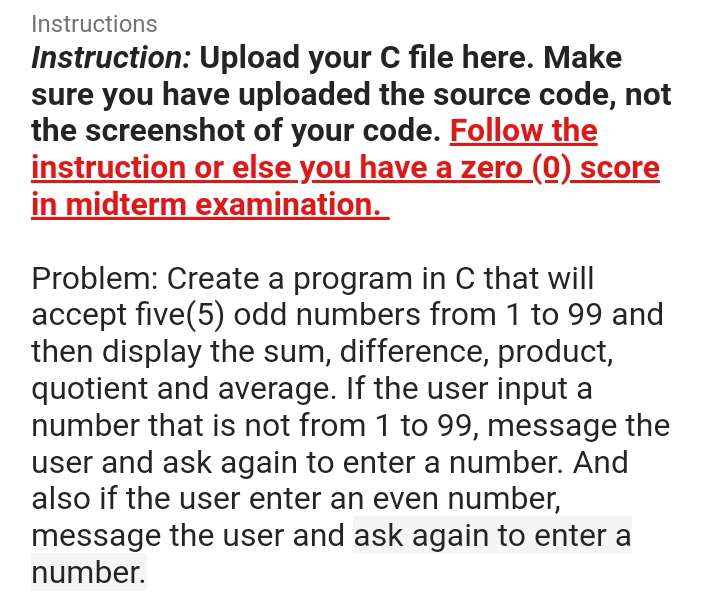 Instructions
Instruction: Upload your C file here. Make
sure you have uploaded the source code, not
the screenshot of your code. Follow the
instruction or else you have a zero (0) score
in midterm examination.
Problem: Create a program in C that will
accept five(5) odd numbers from 1 to 99 and
then display the sum, difference, product,
quotient and average. If the user input a
number that is not from 1 to 99, message the
user and ask again to enter a number. And
also if the user enter an even number,
message the user and ask again to enter a
number.